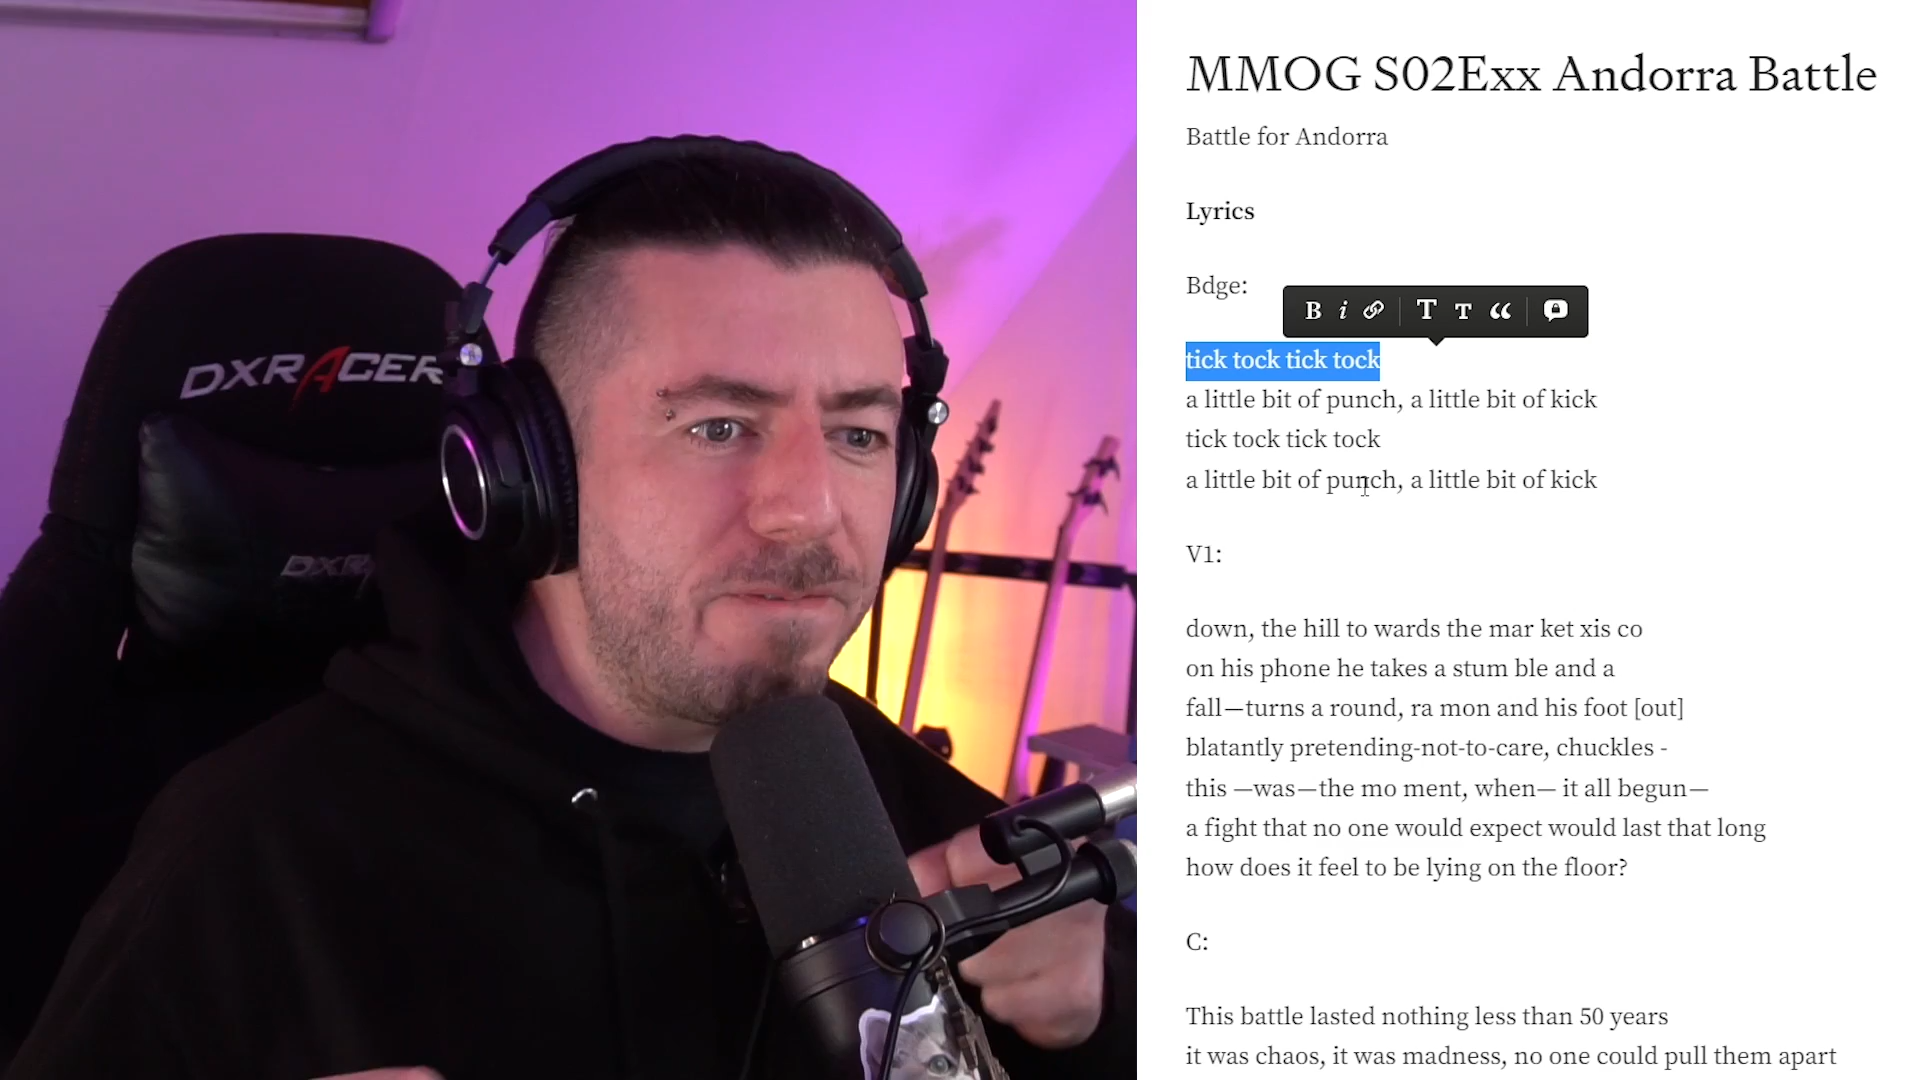 DXRACER
MMOG S02Exx Andorra Battle
Battle for Andorra
Lyrics
Bdge:
B i T T “
tick tock tick tock
a little bit of punch, a little bit of kick
tick tock tick tock
a little bit of punch, a little bit of kick
V1:
down, the hill to wards the mar ket xis co
on his phone he takes a stum ble and a
fall—turns a round, ra mon and his foot [out]
blatantly pretending-not-to-care, chuckles -
this —was—the mo ment, when— it all begun—
a fight that no one would expect would last that long
how does it feel to be lying on the floor?
C:
This battle lasted nothing less than 50 years
it was chaos, it was madness, no one could pull them apart